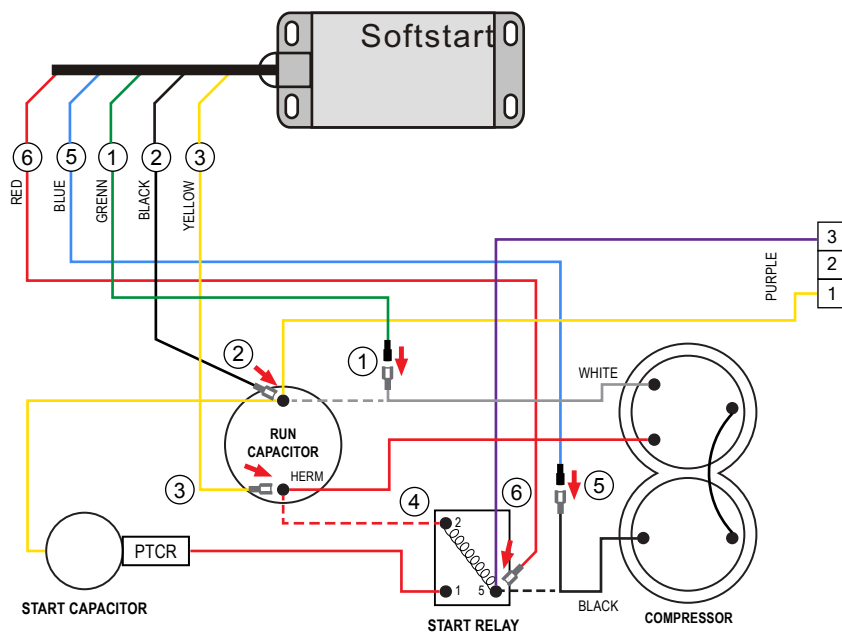 Softstart
6
5
1
2
3
RED
BLUE
GRENN
BLACK
YELLOW
3
2
1
PURPLE
2
1
WHITE
RUN
CAPACITOR
HERM
3
4
6
5
2
1
5
PTCR
START CAPACITOR
START RELAY
BLACK
COMPRESSOR